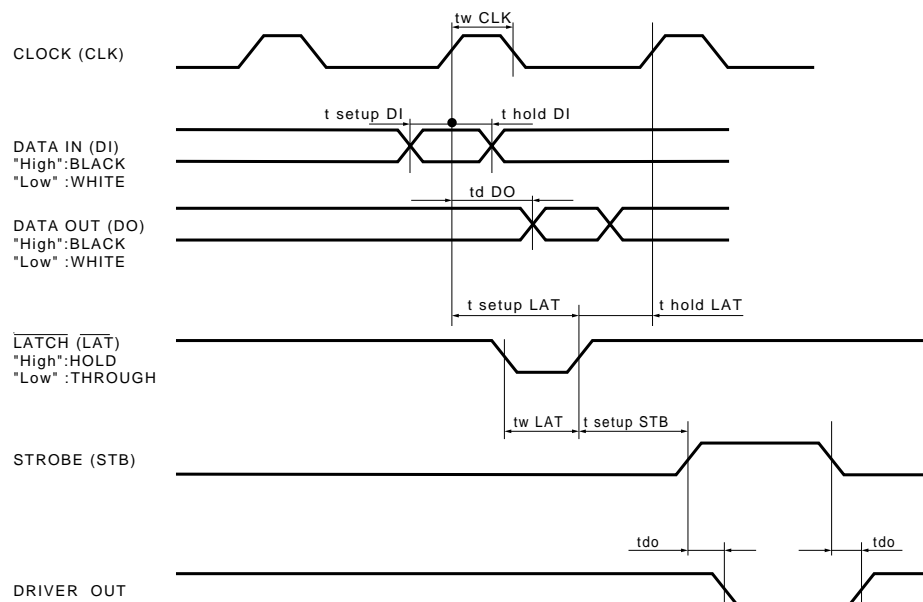 tw CLK
CLOCK (CLK)
t setup DI
t hold DI
DATA IN (DI)
"High":BLACK
"Low" :WHITE
td DO
DATA OUT (DO)
"High":BLACK
"Low" :WHITE
t setup LAT
t hold LAT
LATCH (LAT)
"High":HOLD
"Low" :THROUGH
tw LAT
t setup STB
STROBE (STB)
tdo
tdo
DRIVER OUT